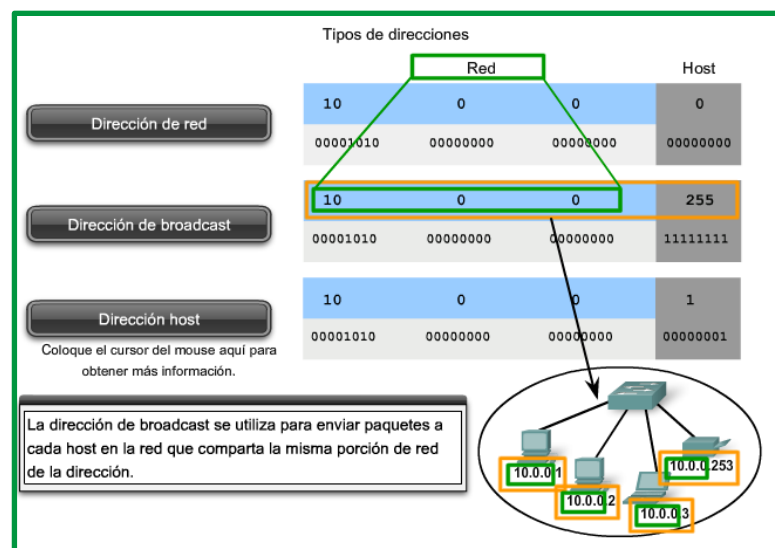 Tipos de direcciones
Red Host
Dirección de red
10 0 0 0
00001010 00000000 00000000 00000000
Dirección de broadcast
10 0 0 255
00001010 00000000 00000000 11111111
Dirección host
10 0 0 1
00001010 00000000 00000000 00000001
Coloque el cursor del mouse aquí para
obtener más información.
La dirección de broadcast se utiliza para enviar paquetes a
cada host en la red que comparta la misma porción de red
de la dirección.
10.0.0.1
10.0.0.2
10.0.0.3
10.0.0.253